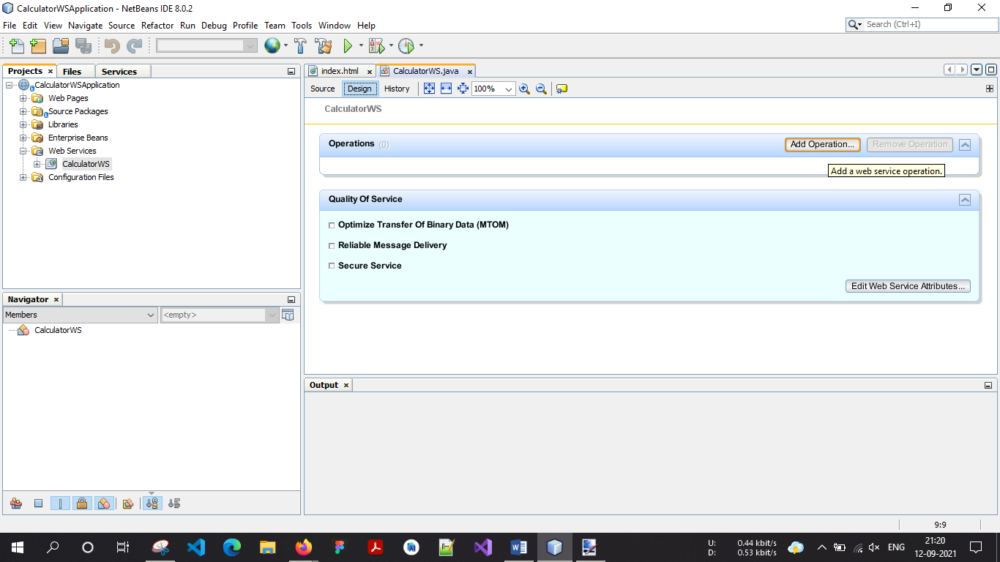 CalculatorWSApplication - NetBeans IDE 8.0.2
File Edit View Navigate Source Refactor Run Debug Profile Team Tools Window Help
Search (Ctrl+I)
Projects Files Services
CalculatorWSApplication
Web Pages
Source Packages
Libraries
Enterprise Beans
Web Services
CalculatorWS
Configuration Files
Navigator
Members
<empty>
CalculatorWS
index.html CalculatorWS.java
Source Design History 100%
CalculatorWS
Operations (0) Add Operation... Remove Operation
Add a web service operation.
Quality Of Service
Optimize Transfer Of Binary Data (MTOM)
Reliable Message Delivery
Secure Service
Edit Web Service Attributes...
Output
9:9
U: 0.44 kbit/s
D: 0.53 kbit/s
ENG
21:20
12-09-2021